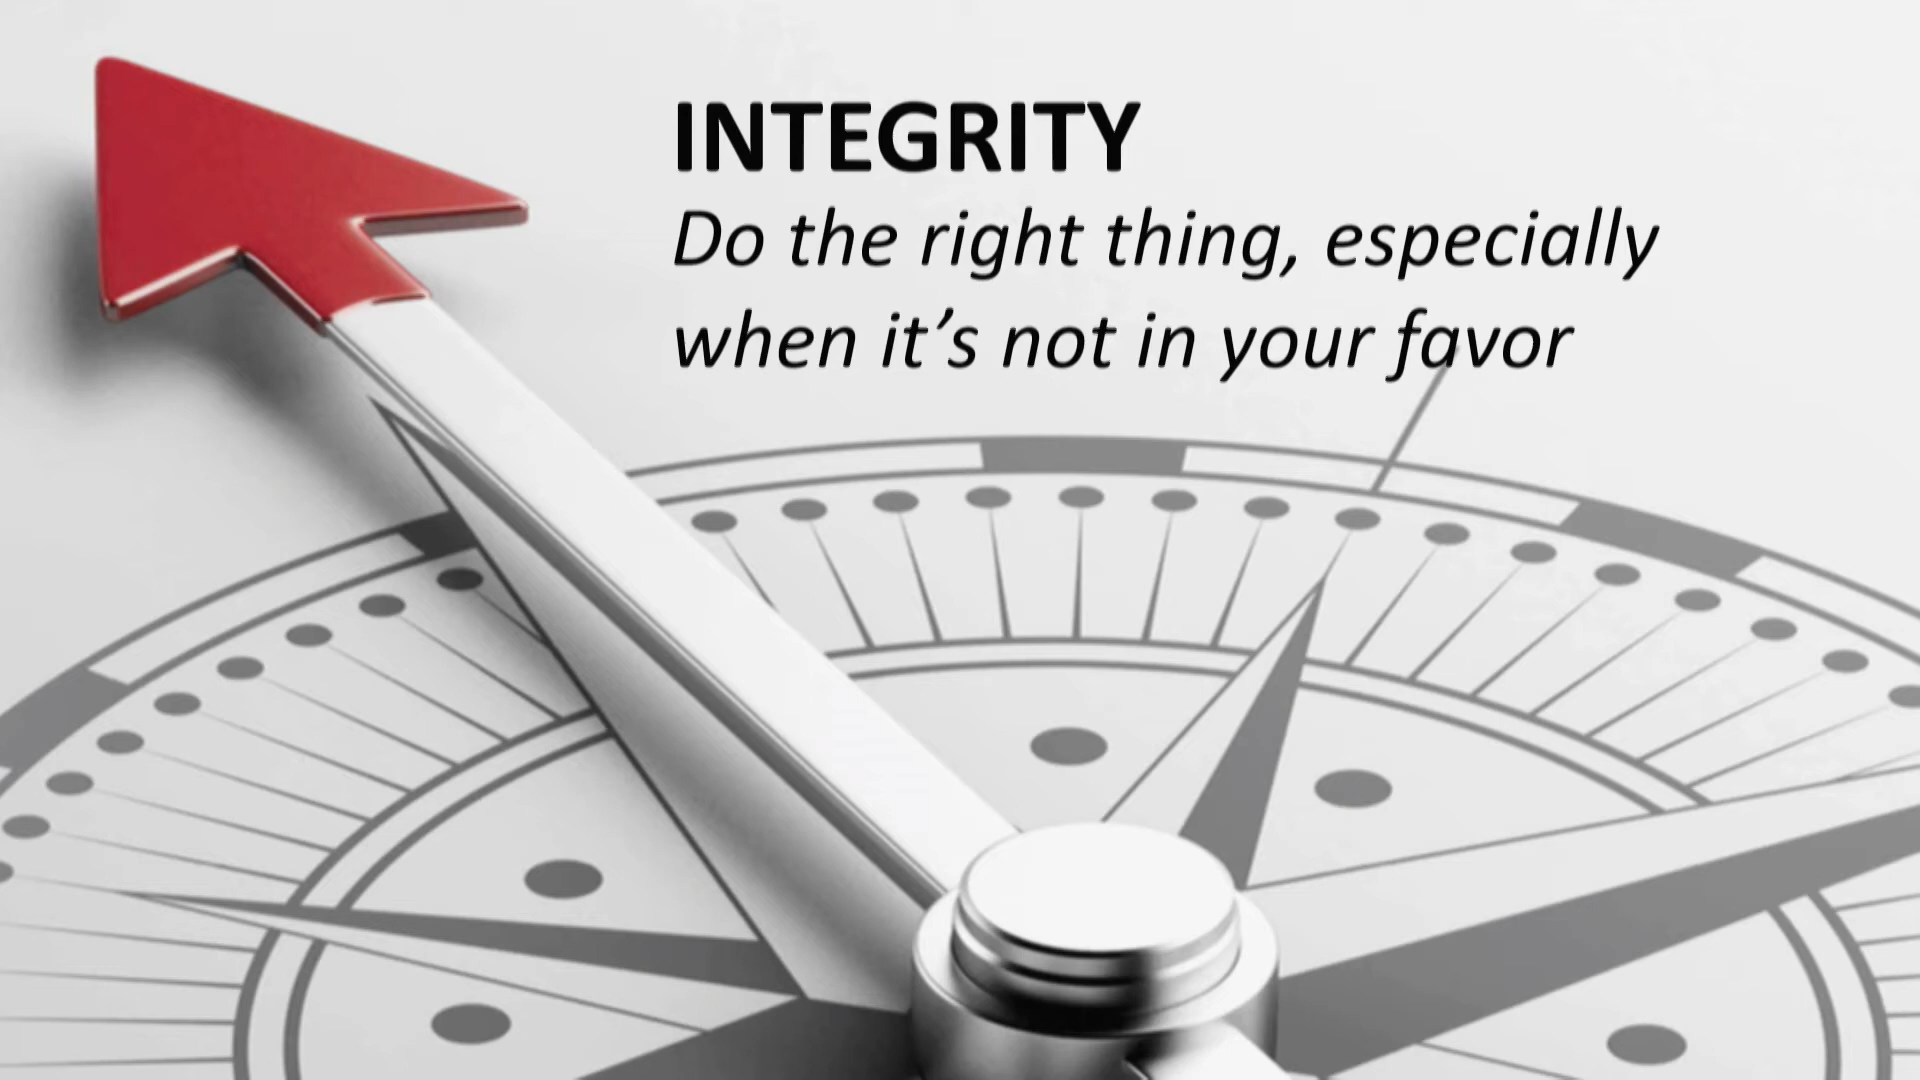 INTEGRITY
Do the right thing, especially
when it’s not in your favor